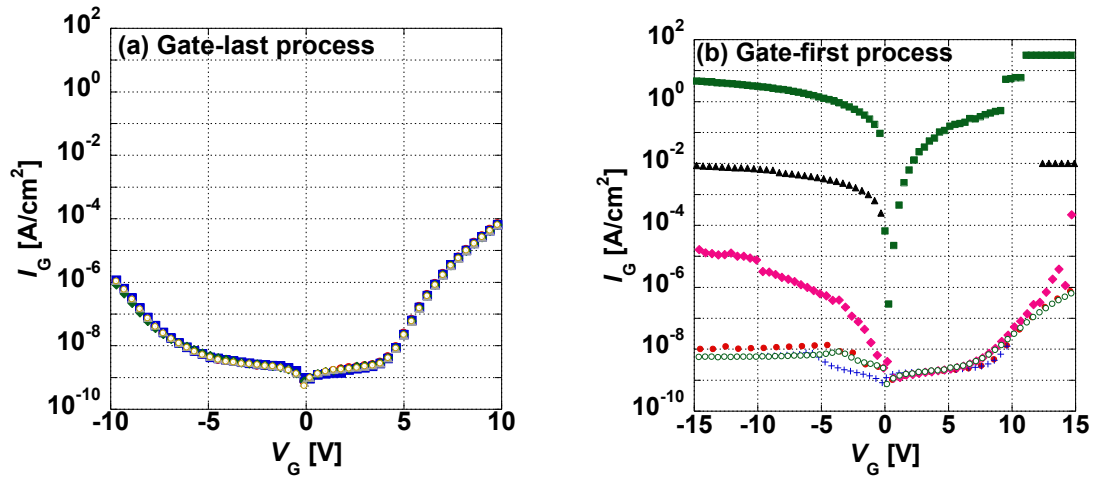 (a) Gate-last process
10^2
10^0
10^-2
10^-4
10^-6
10^-8
10^-10
I_G [A/cm^2]
-10 -5 0 5 10
V_G [V]
(b) Gate-first process
10^2
10^0
10^-2
10^-4
10^-6
10^-8
10^-10
I_G [A/cm^2]
-15 -10 -5 0 5 10 15
V_G [V]